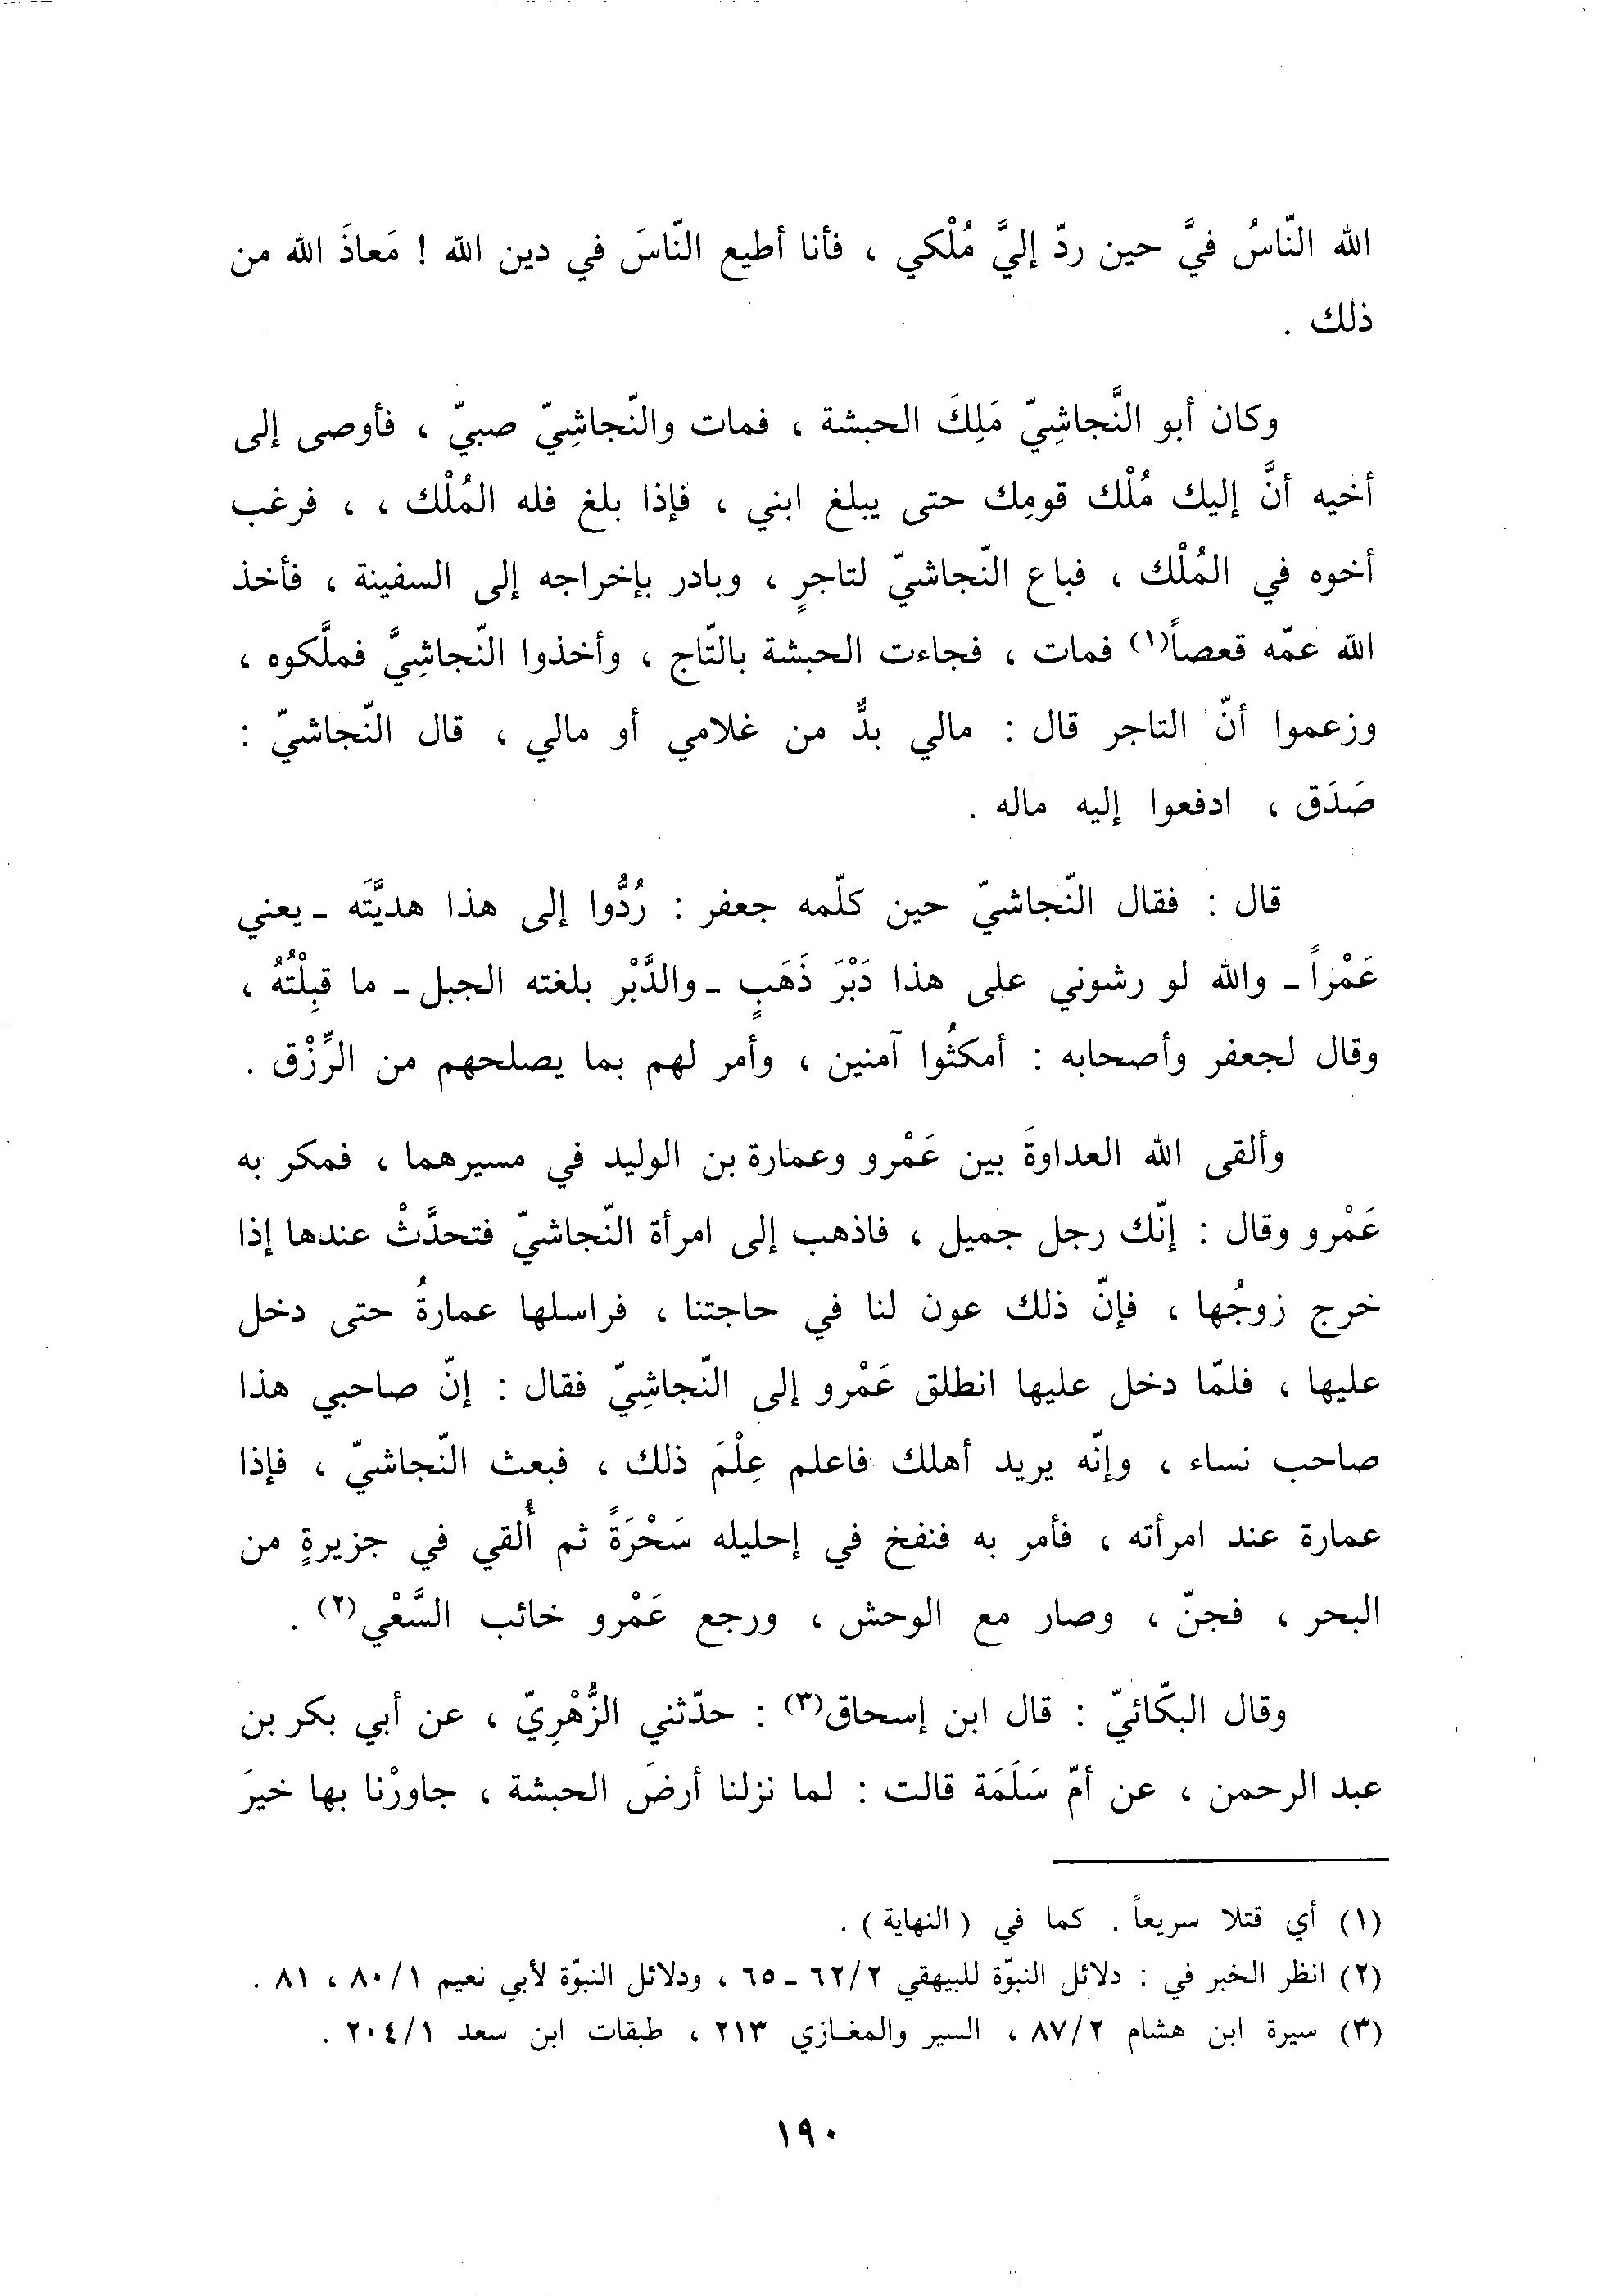 الله النّاسُ فيَّ حين ردّ إليَّ مُلْكي ، فأنا أطيع النّاسَ في دين الله ! مَعاذَ الله من
ذلك .
وكان أبو النَّجاشِيّ مَلِكَ الحبشة ، فمات والنّجاشِيّ صبيّ ، فأوصى إلى
أخيه أنَّ إليك مُلْك قومِك حتى يبلغ ابني ، فإذا بلغ فله المُلْك ، ، فرغب
أخوه في المُلْك ، فباع النّجاشيّ لتاجرٍ ، وبادر بإخراجه إلى السفينة ، فأخذ
الله عمّه قعصاً(١) فمات ، فجاءت الحبشة بالتّاج ، وأخذوا النّجاشِيَّ فملَّكوه ،
وزعموا أنّ التاجر قال : مالي بدٌّ من غلامي أو مالي ، قال النّجاشيّ :
صَدَق ، ادفعوا إليه ماله .
قال : فقال النّجاشيّ حين كلّمه جعفر : رُدُّوا إلى هذا هديَّتَه ـ يعني
عَمْراً ـ والله لو رشوني على هذا دَبْرَ ذَهَبٍ ـ والدَّبْر بلغته الجبل ـ ما قبِلْتُهُ ،
وقال لجعفر وأصحابه : أمكثُوا آمنين ، وأمر لهم بما يصلحهم من الرِّزْق .
وألقى الله العداوةَ بين عَمْرو وعمارة بن الوليد في مسيرهما ، فمكر به
عَمْرو وقال : إنّك رجل جميل ، فاذهب إلى امرأة النّجاشيّ فتحدَّثْ عندها إذا
خرج زوجُها ، فإنّ ذلك عون لنا في حاجتنا ، فراسلها عمارةُ حتى دخل
عليها ، فلمّا دخل عليها انطلق عَمْرو إلى النّجاشِيّ فقال : إنّ صاحبي هذا
صاحب نساء ، وإنّه يريد أهلك فاعلم عِلْمَ ذلك ، فبعث النّجاشيّ ، فإذا
عمارة عند امرأته ، فأمر به فنفخ في إحليله سَحْرَةً ثم أُلقي في جزيرةٍ من
البحر ، فجنّ ، وصار مع الوحش ، ورجع عَمْرو خائب السَّعْي(٢) .
وقال البكّائيّ : قال ابن إسحاق(٣) : حدّثني الزُّهْرِيّ ، عن أبي بكر بن
عبد الرحمن ، عن أمّ سَلَمَة قالت : لما نزلنا أرضَ الحبشة ، جاورْنا بها خيرَ
(١) أي قتلا سريعاً . كما في ( النهاية ) .
(٢) انظر الخبر في : دلائل النبوّة للبيهقي ٦٢/٢ ـ ٦٥ ، ودلائل النبوّة لأبي نعيم ٨٠/١ ، ٨١ .
(٣) سيرة ابن هشام ٨٧/٢ ، السير والمغازي ٢١٣ ، طبقات ابن سعد ٢٠٤/١ .
١٩٠